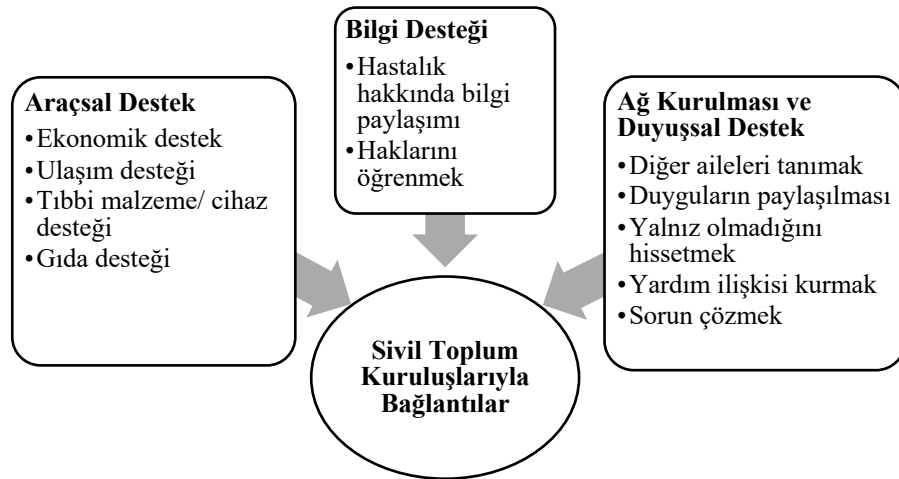 Araçsal Destek
•Ekonomik destek
•Ulaşım desteği
•Tıbbi malzeme/ cihaz
desteği
•Gıda desteği
Bilgi Desteği
•Hastalık
hakkında bilgi
paylaşımı
•Haklarını
öğrenmek
Ağ Kurulması ve
Duyuşsal Destek
•Diğer aileleri tanımak
•Duyguların paylaşılması
•Yalnız olmadığını
hissetmek
•Yardım ilişkisi kurmak
•Sorun çözmek
Sivil Toplum
Kuruluşlarıyla
Bağlantılar